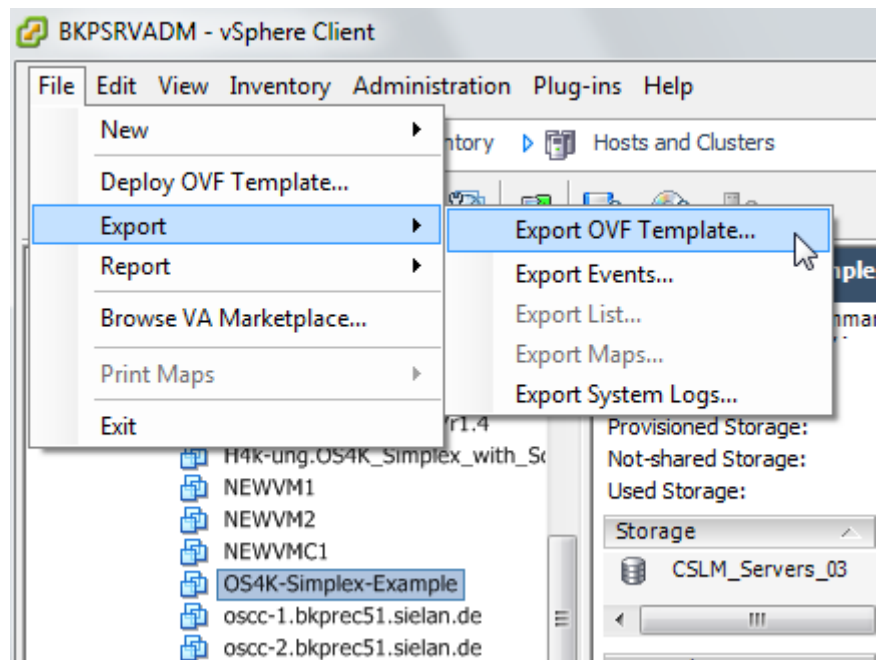 BKPSRVADM - vSphere Client
File Edit View Inventory Administration Plug-ins Help
New
Deploy OVF Template...
Export
Report
Browse VA Marketplace...
Print Maps
Exit
ntory Hosts and Clusters
Export OVF Template...
Export Events...
Export List...
Export Maps...
Export System Logs...
mple
mmar
r1.4
H4k-ung.OS4K_Simplex_with_Sc
NEWVM1
NEWVM2
NEWVMC1
OS4K-Simplex-Example
oscc-1.bkprec51.sielan.de
oscc-2.bkprec51.sielan.de
Provisioned Storage:
Not-shared Storage:
Used Storage:
Storage
CSLM_Servers_03